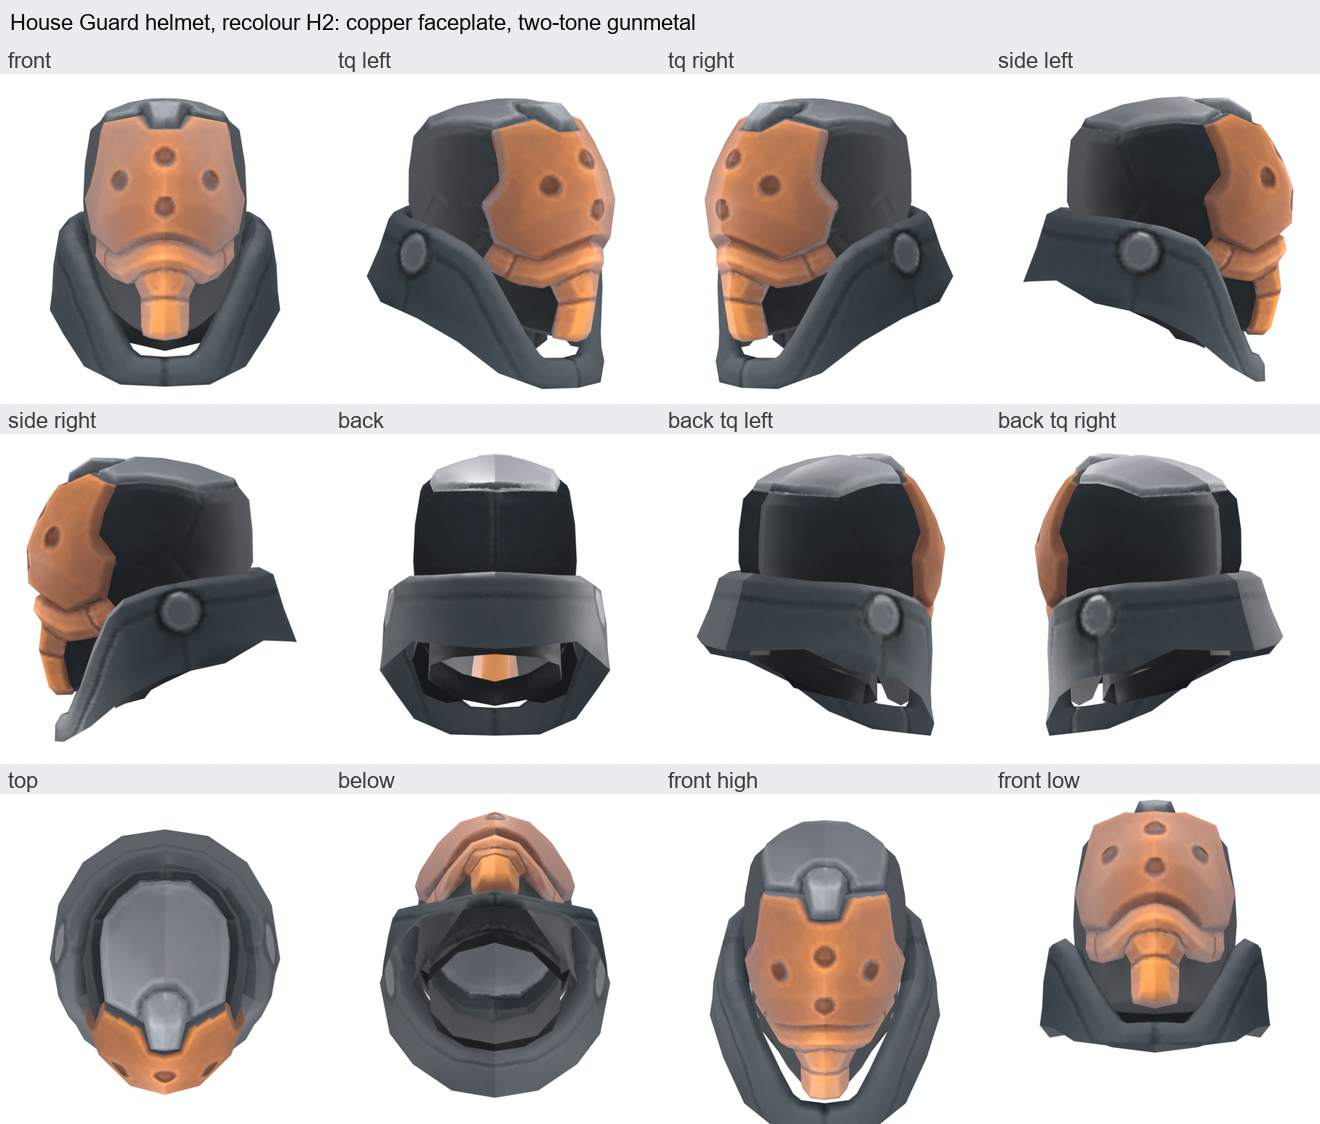 House Guard helmet, recolour H2: copper faceplate, two-tone gunmetal
front
tq left
tq right
side left
side right
back
back tq left
back tq right
top
below
front high
front low